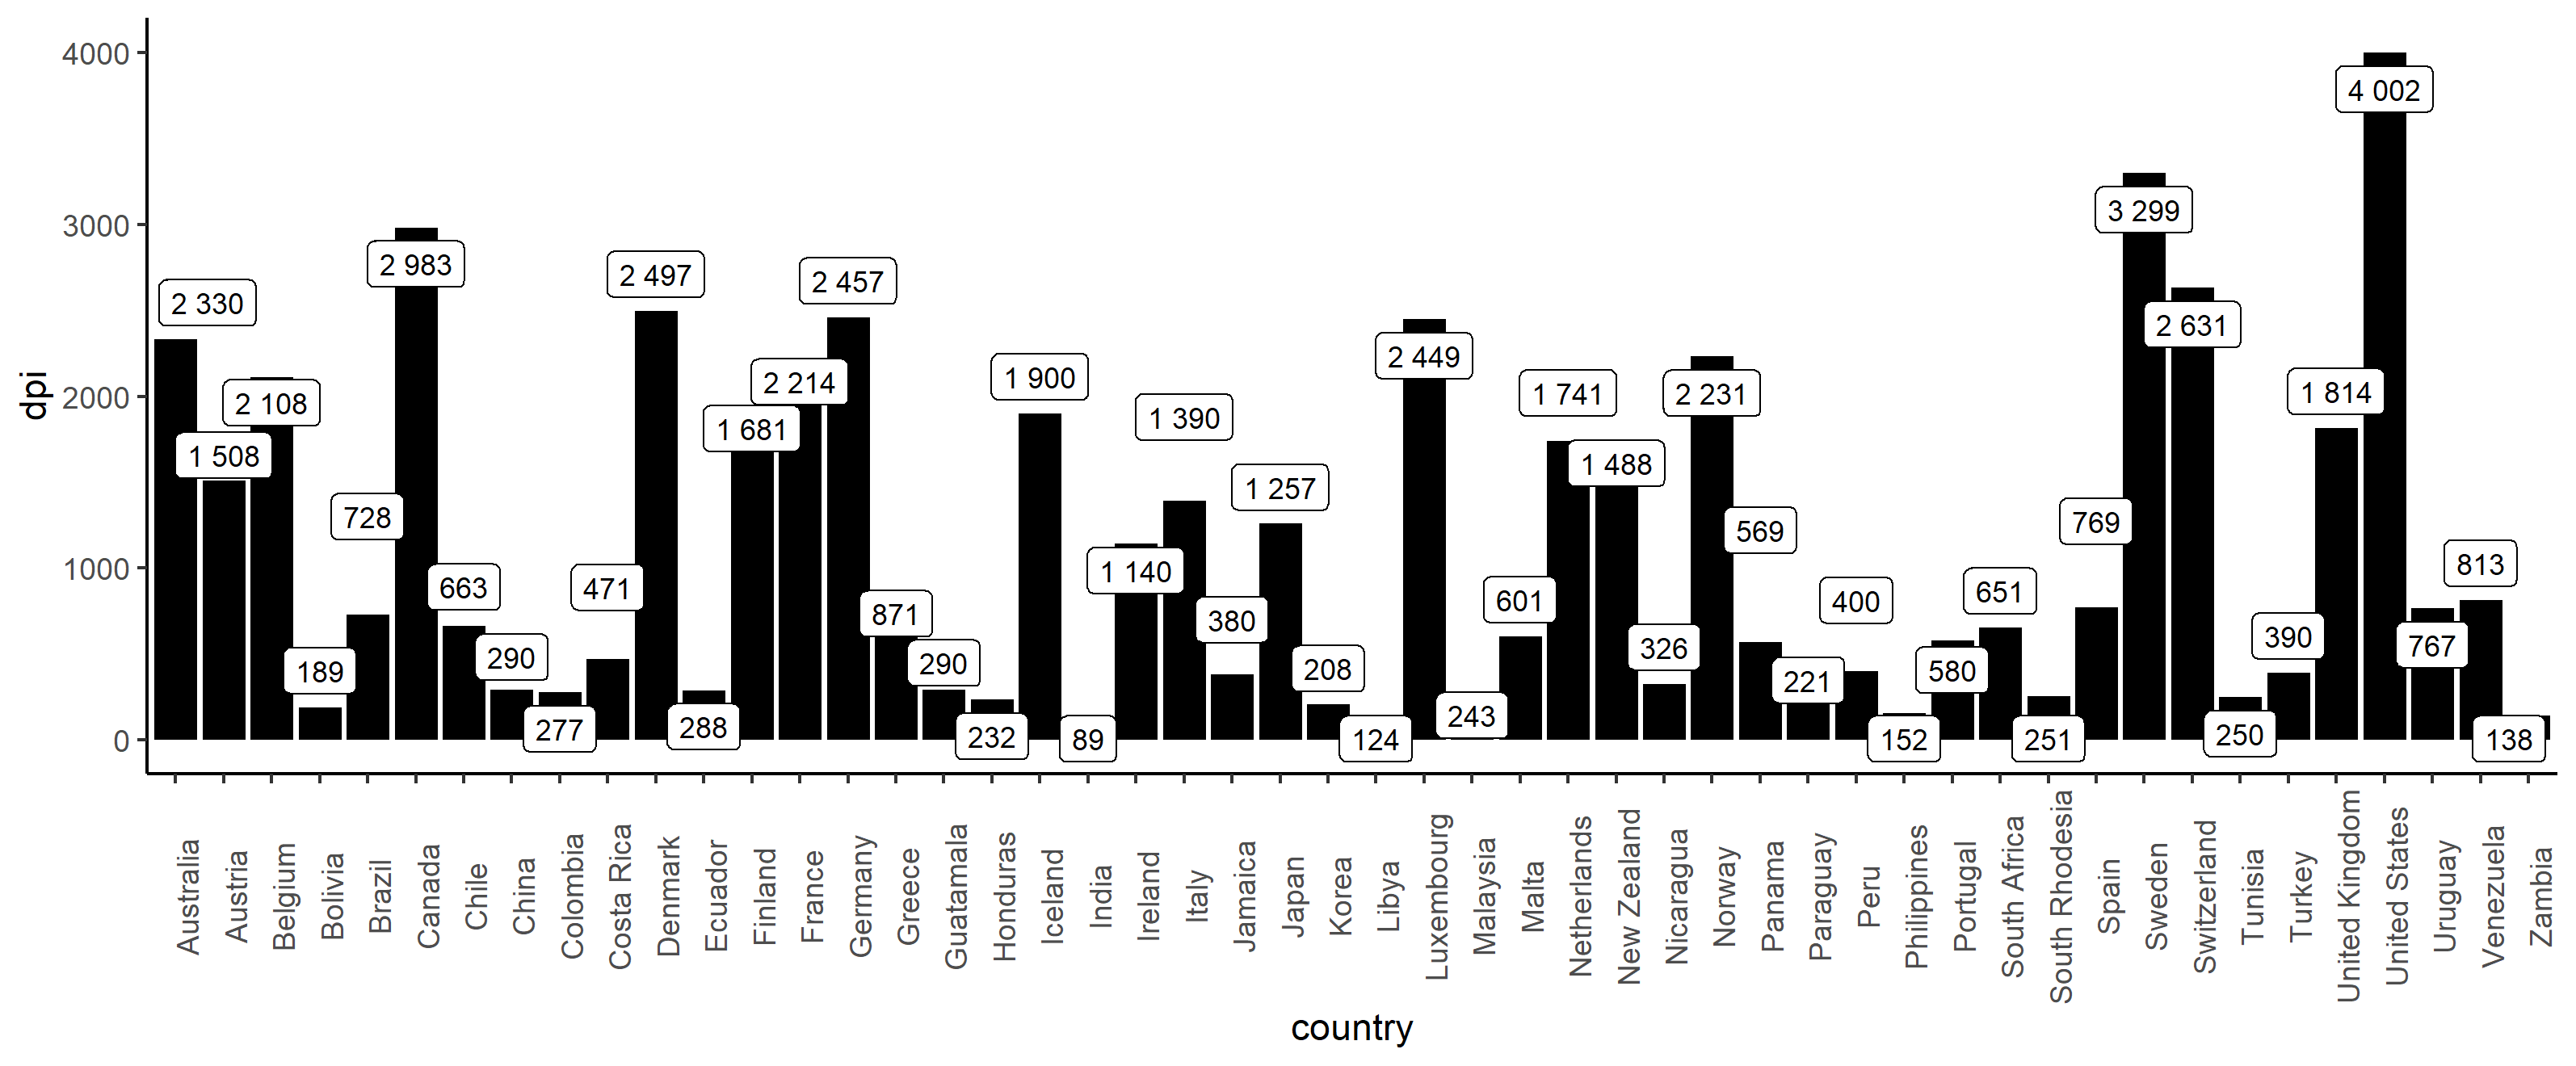 dpi
4000
3000
2000
1000
0
2 330
1 508
2 108
189
728
2 983
663
290
277
471
2 497
288
1 681
2 214
2 457
871
290
232
1 900
89
1 140
1 390
380
1 257
208
124
2 449
243
601
1 741
1 488
326
2 231
569
221
400
152
580
651
251
769
3 299
2 631
250
390
1 814
4 002
767
813
138
Australia
Austria
Belgium
Bolivia
Brazil
Canada
Chile
China
Colombia
Costa Rica
Denmark
Ecuador
Finland
France
Germany
Greece
Guatamala
Honduras
Iceland
India
Ireland
Italy
Jamaica
Japan
Korea
Libya
Luxembourg
Malaysia
Malta
Netherlands
New Zealand
Nicaragua
Norway
Panama
Paraguay
Peru
Philippines
Portugal
South Africa
South Rhodesia
Spain
Sweden
Switzerland
Tunisia
Turkey
United Kingdom
United States
Uruguay
Venezuela
Zambia
country